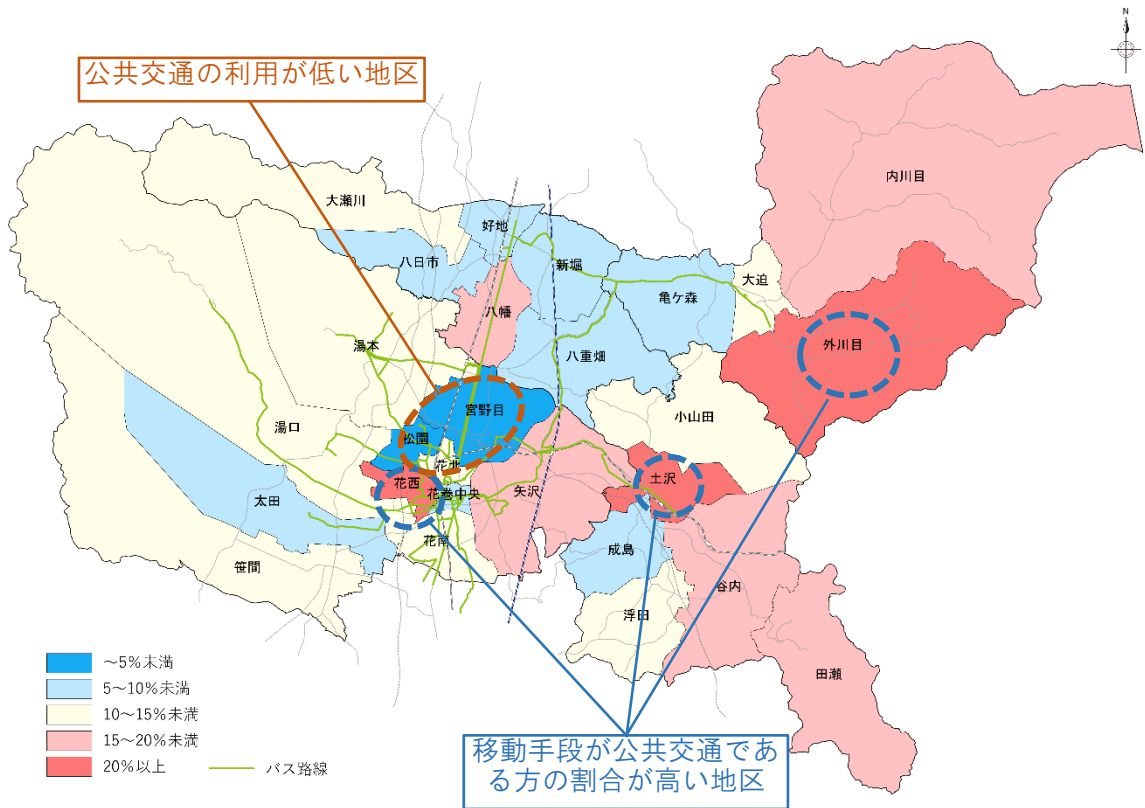 N
公共交通の利用が低い地区
内川目
大瀬川
好地
八日市
新堀
大迫
亀ケ森
八幡
外川目
湯本
八重畑
宮野目
小山田
湯口
松園
花北
土沢
花西
花巻中央
矢沢
太田
花南
成島
笹間
谷内
浮田
田瀬
～5％未満
5～10％未満
10～15％未満
15～20％未満
20％以上
バス路線
移動手段が公共交通であ
る方の割合が高い地区